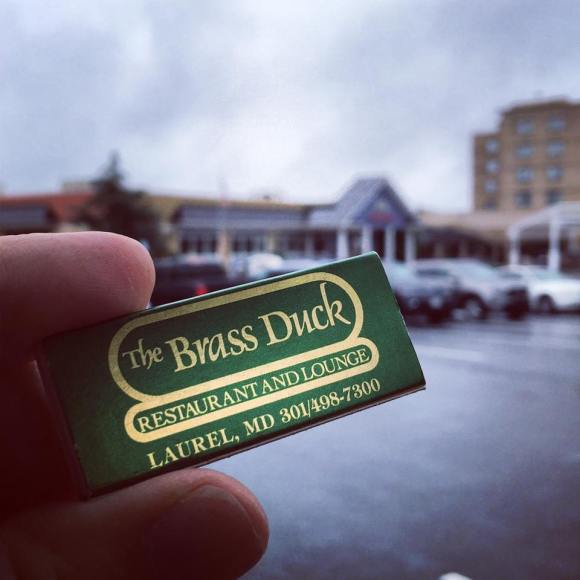 The Brass Duck
RESTAURANT AND LOUNGE
LAUREL, MD 301/498-7300